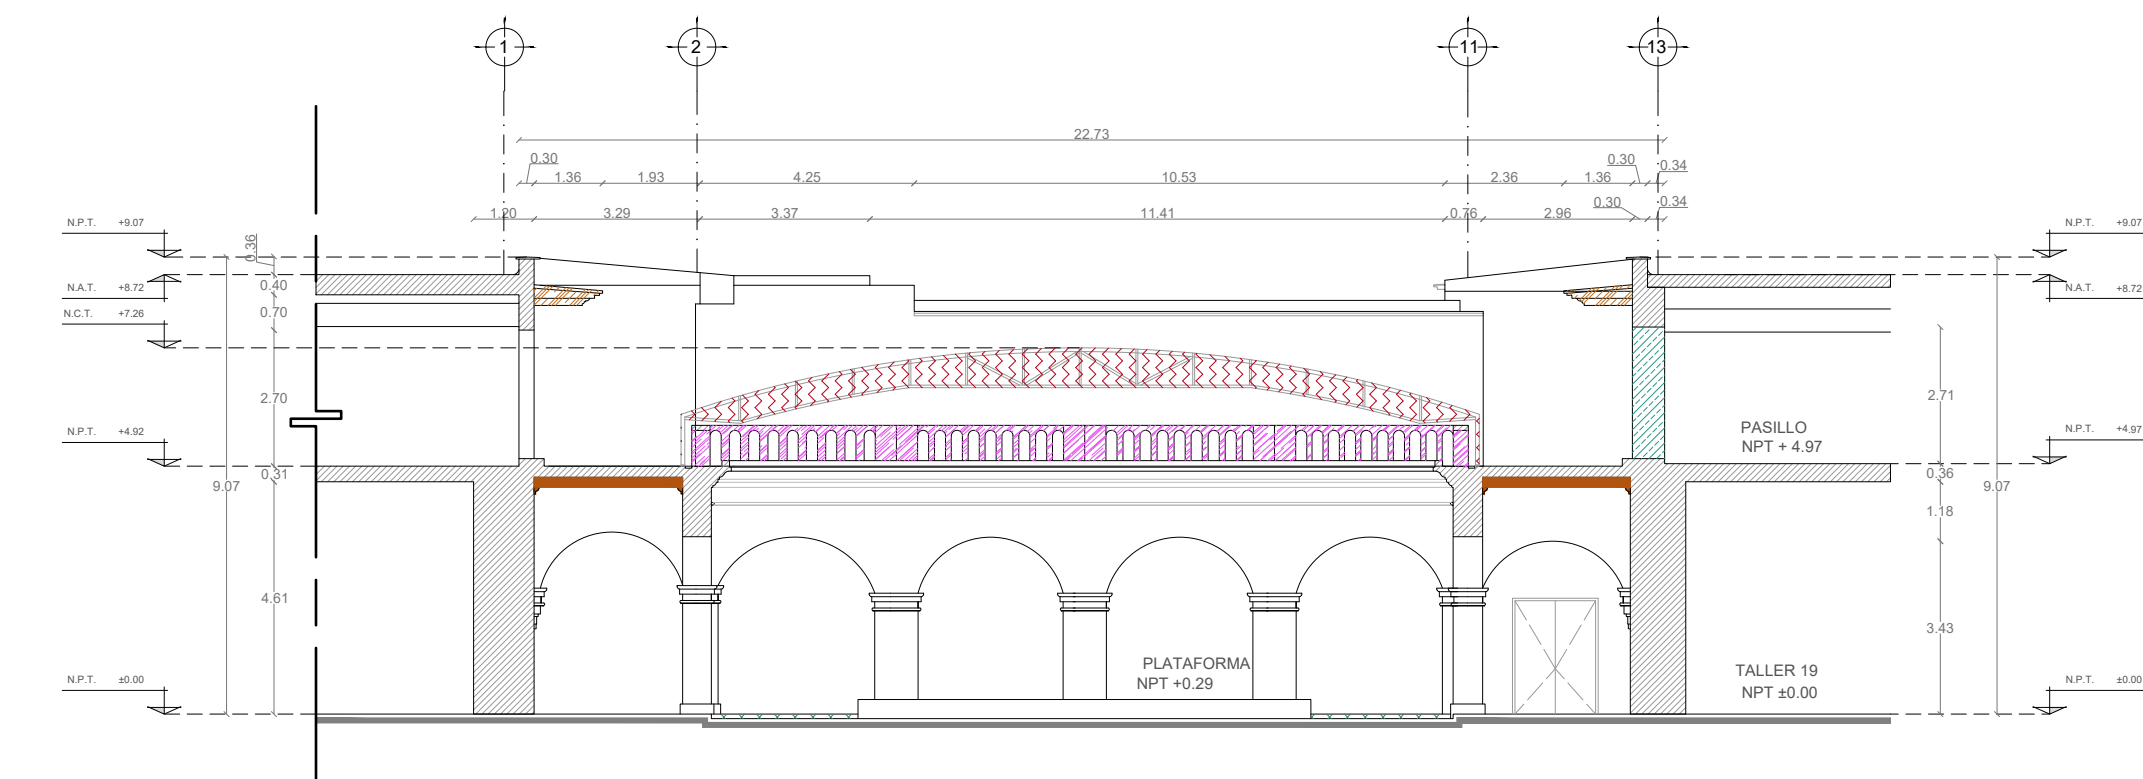 1 2 11 13
22.73
0.30 0.30 0.34
1.36 1.93 4.25 10.53 2.36 1.36
1.20 3.29 3.37 11.41 0.76 2.96 0.30 0.34
N.P.T. +9.07
0.36
N.P.T. +9.07
N.A.T. +8.72
0.40
N.A.T. +8.72
N.C.T. +7.26
0.70
2.70
2.71
N.P.T. +4.92
PASILLO
NPT + 4.97
N.P.T. +4.97
9.07
0.31
0.36
9.07
1.18
4.61
3.43
PLATAFORMA
NPT +0.29
TALLER 19
NPT ±0.00
N.P.T. ±0.00
N.P.T. ±0.00